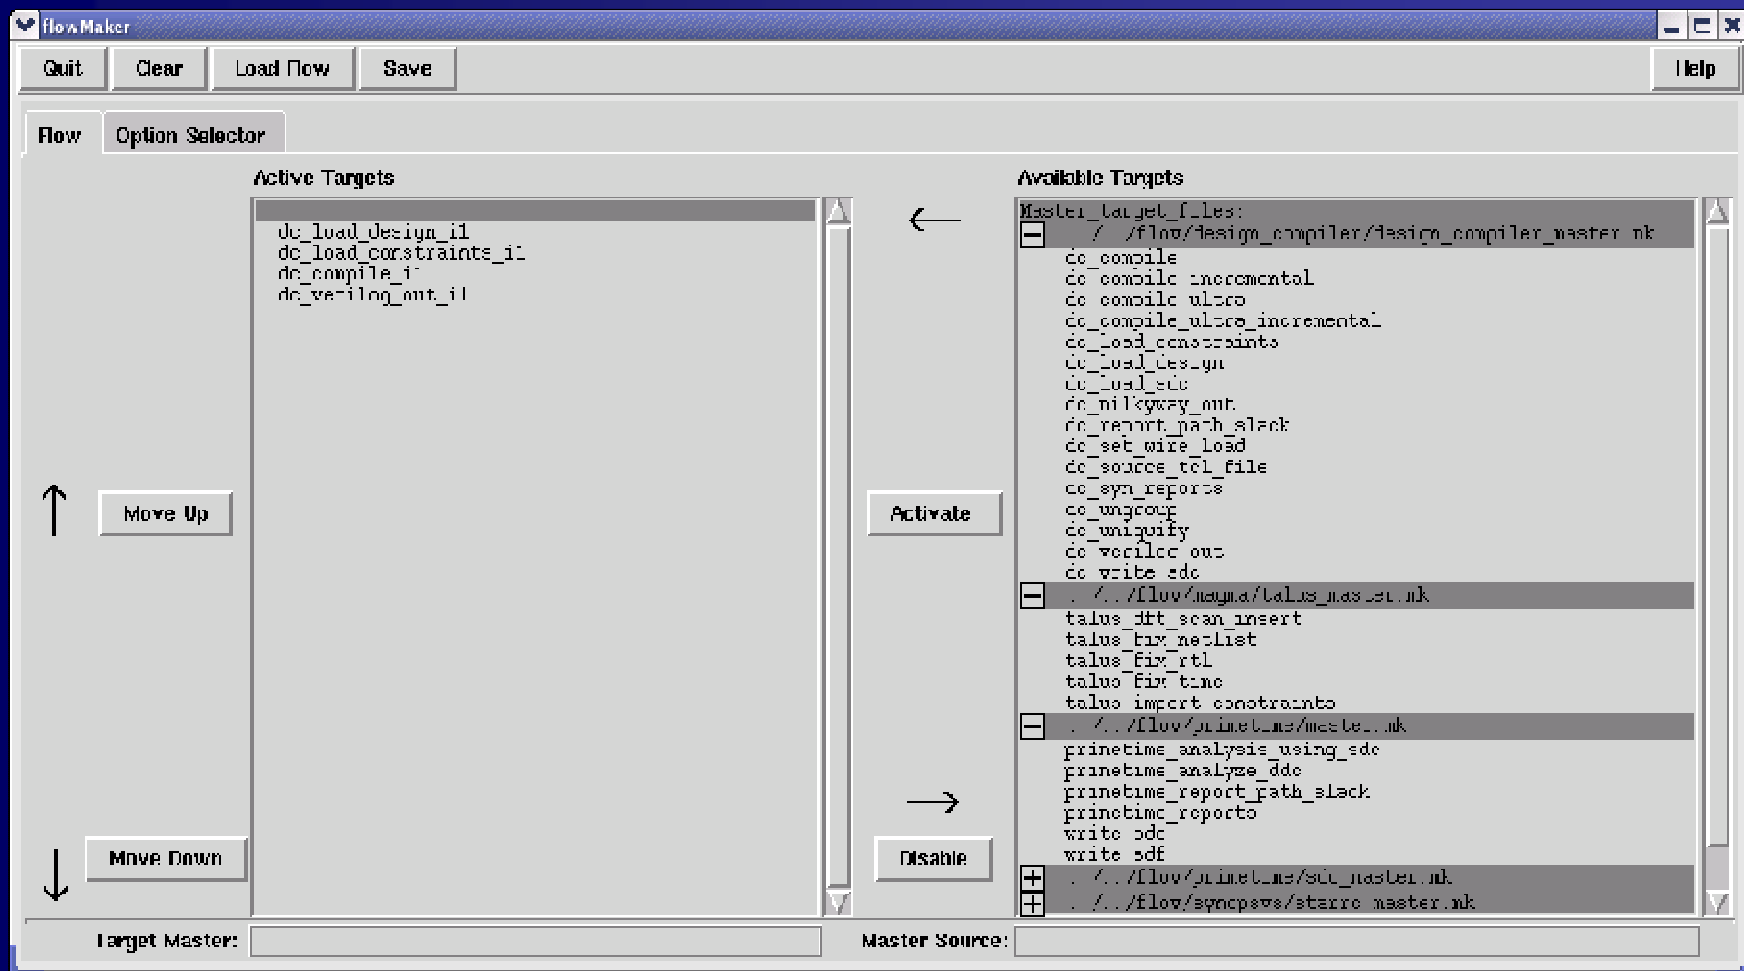 flowMaker
Quit Clear Load Flow Save Help
Flow Option Selector
Active Targets
dc_load_design_i1
dc_load_constraints_i1
dc_compile_i1
dc_verilog_out_i1
Move Up
Move Down
Activate
Disable
Available Targets
Master_target_files:
../../flow/design_compiler/design_compiler_master.mk
dc_compile
dc_compile_incremental
dc_compile_ultra
dc_compile_ultra_incremental
dc_load_constraints
dc_load_design
dc_load_sdc
dc_milkyway_out
dc_report_path_slack
dc_set_wire_load
dc_source_tcl_file
dc_syn_reports
dc_ungroup
dc_uniquify
dc_verilog_out
dc_write_sdc
../../flow/magma/talus_master.mk
talus_dft_scan_insert
talus_fix_netlist
talus_fix_rtl
talus_fix_time
talus_import_constraints
../../flow/primetime/master.mk
primetime_analysis_using_sdc
primetime_analyze_ddc
primetime_report_path_slack
primetime_reports
write_sdc
write_sdf
../../flow/primetime/sdc_master.mk
../../flow/synopsys/starrc_master.mk
Target Master:
Master Source: